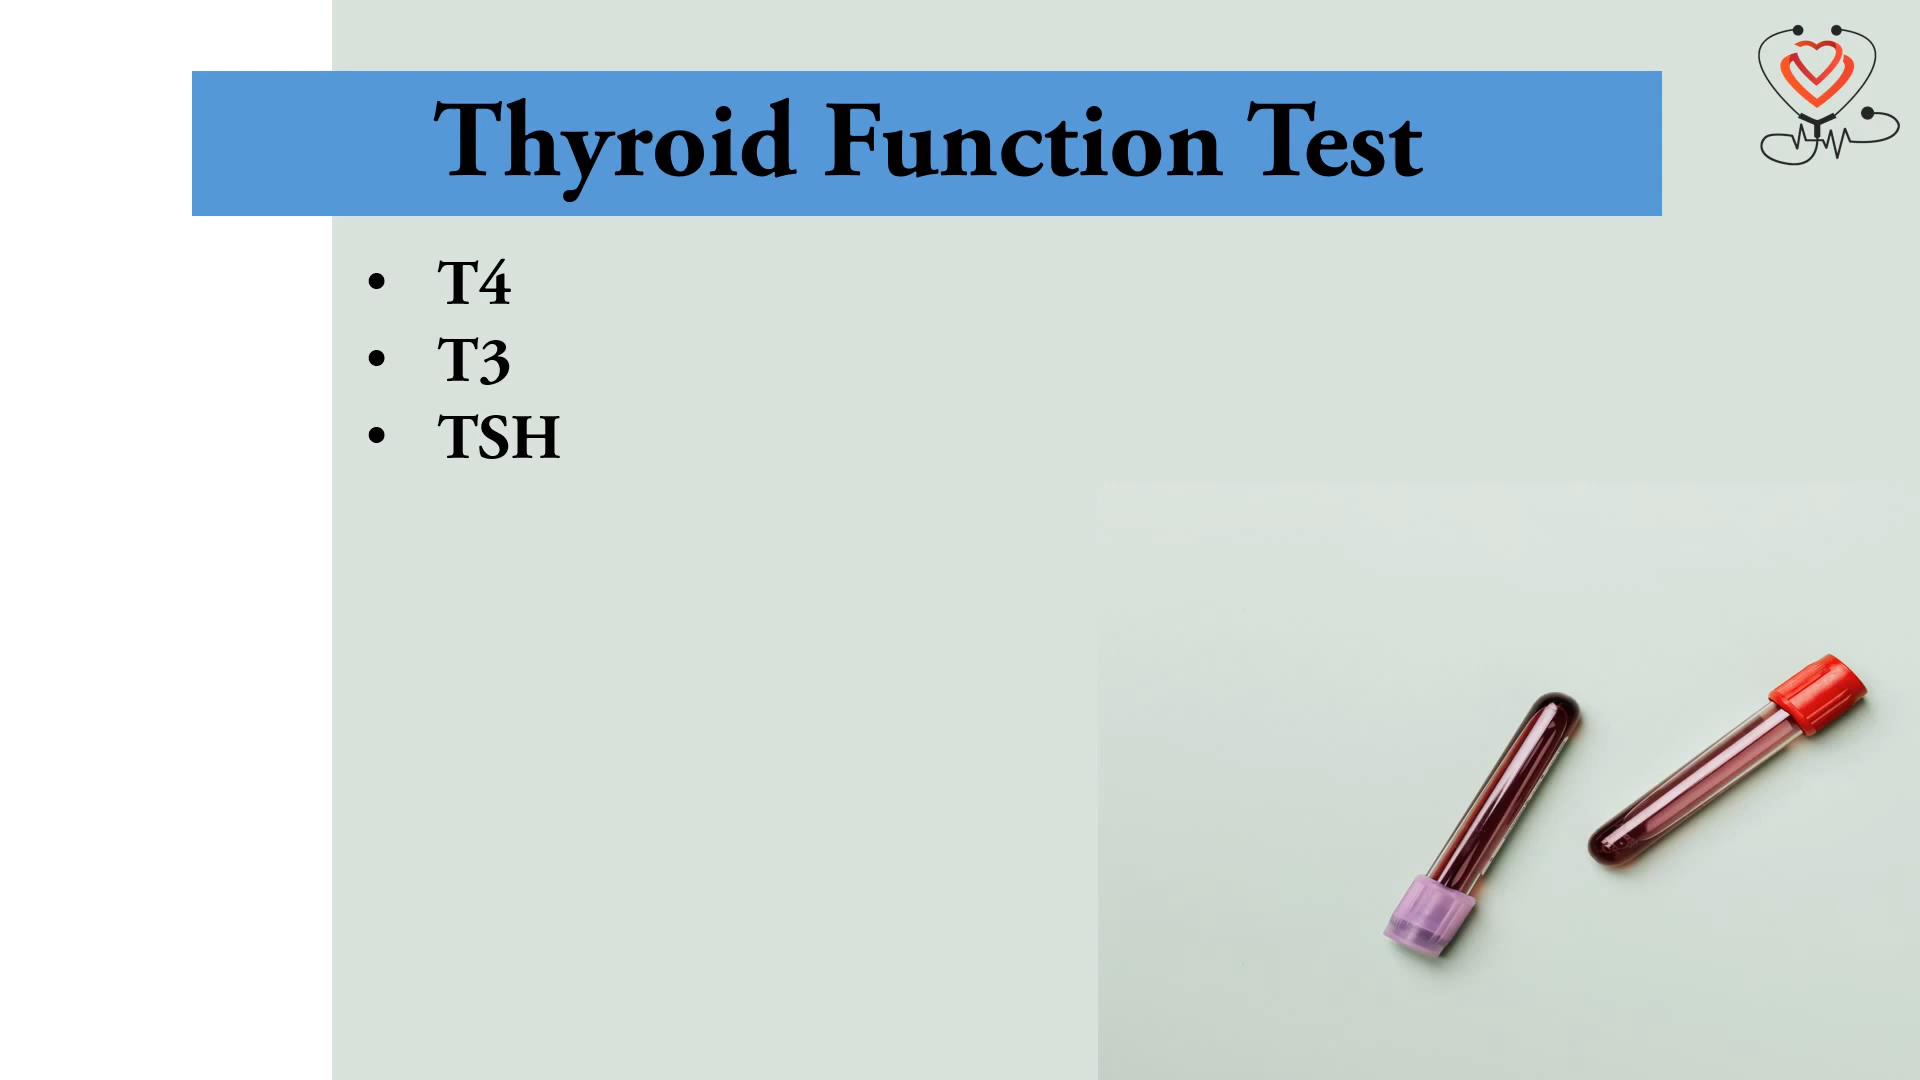 Thyroid Function Test
• T4
• T3
• TSH